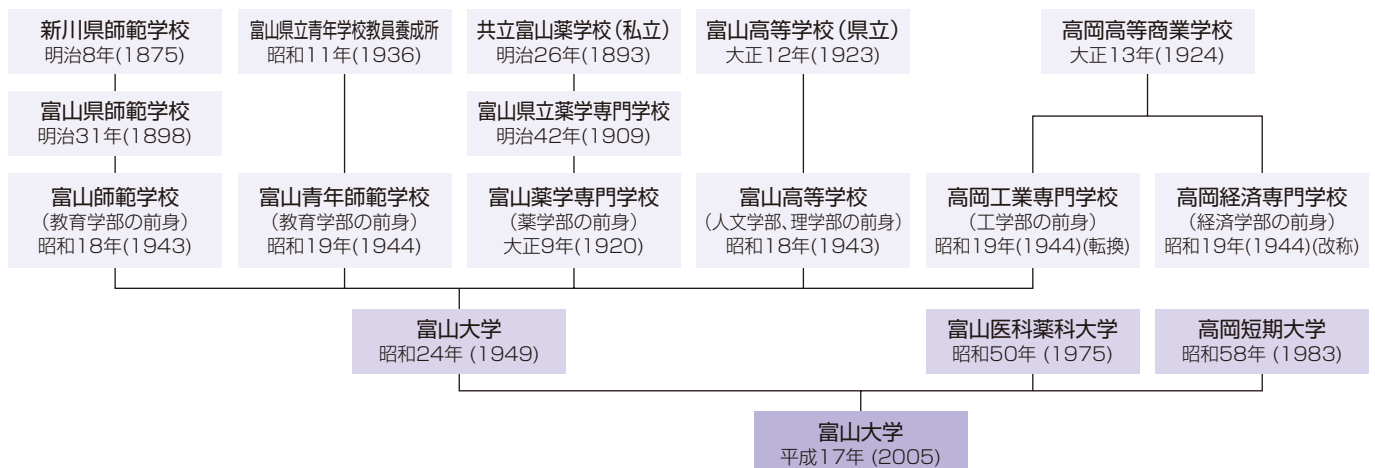 新川県師範学校
明治8年(1875)
富山県立青年学校教員養成所
昭和11年(1936)
共立富山薬学校(私立)
明治26年(1893)
富山高等学校(県立)
大正12年(1923)
高岡高等商業学校
大正13年(1924)
富山県師範学校
明治31年(1898)
富山県立薬学専門学校
明治42年(1909)
富山師範学校
(教育学部の前身)
昭和18年(1943)
富山青年師範学校
(教育学部の前身)
昭和19年(1944)
富山薬学専門学校
(薬学部の前身)
大正9年(1920)
富山高等学校
(人文学部、理学部の前身)
昭和18年(1943)
高岡工業専門学校
(工学部の前身)
昭和19年(1944)(転換)
高岡経済専門学校
(経済学部の前身)
昭和19年(1944)(改称)
富山大学
昭和24年 (1949)
富山医科薬科大学
昭和50年 (1975)
高岡短期大学
昭和58年 (1983)
富山大学
平成17年 (2005)